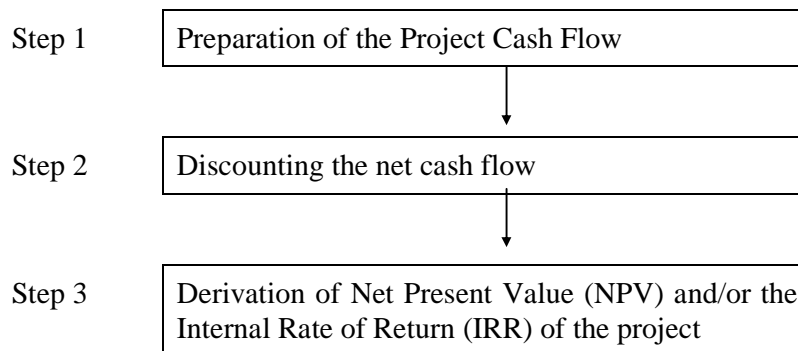 Step 1 Preparation of the Project Cash Flow
Step 2 Discounting the net cash flow
Step 3 Derivation of Net Present Value (NPV) and/or the
Internal Rate of Return (IRR) of the project